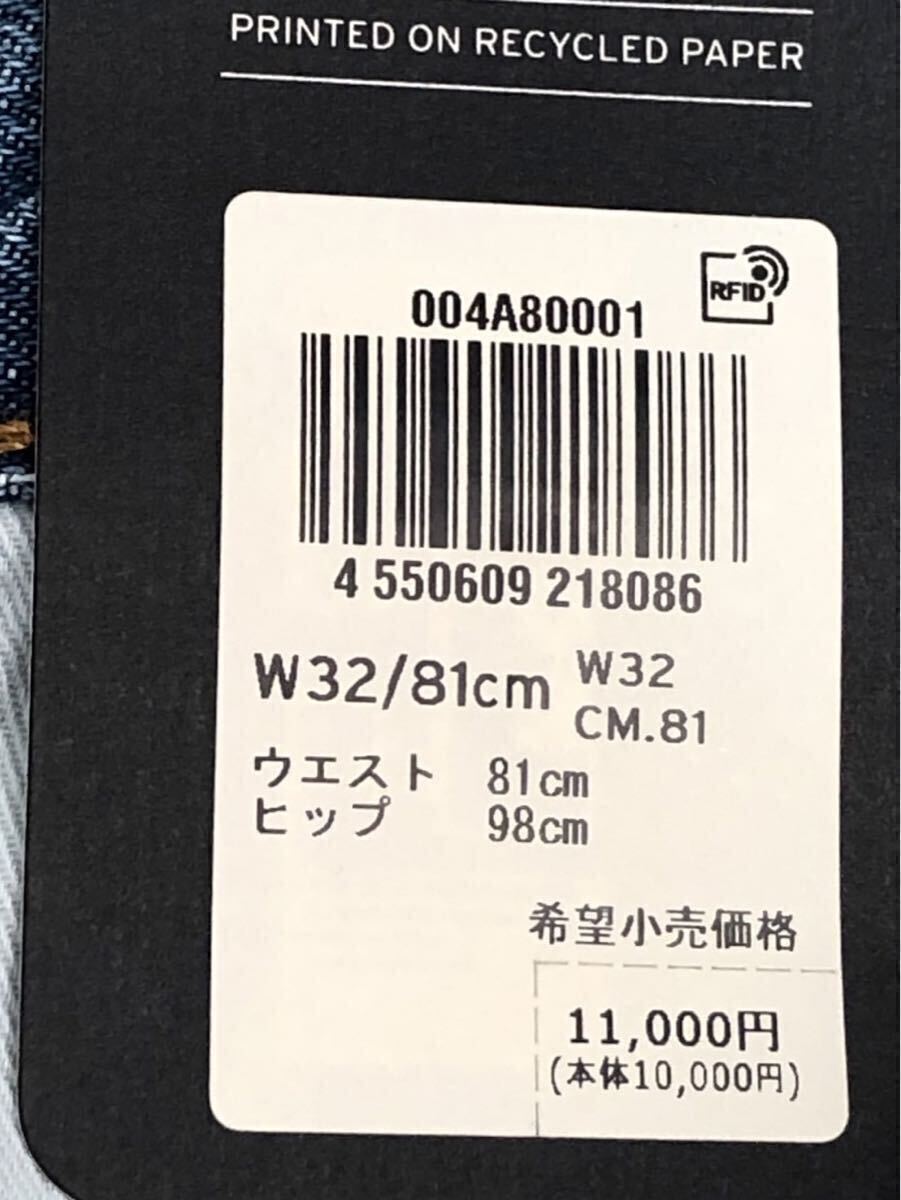 PRINTED ON RECYCLED PAPER
RFID
004A80001
4 550609 218086
W32/81cm
W32
CM.81
ウエスト 81cm
ヒップ 98cm
希望小売価格
11,000円
(本体10,000円)